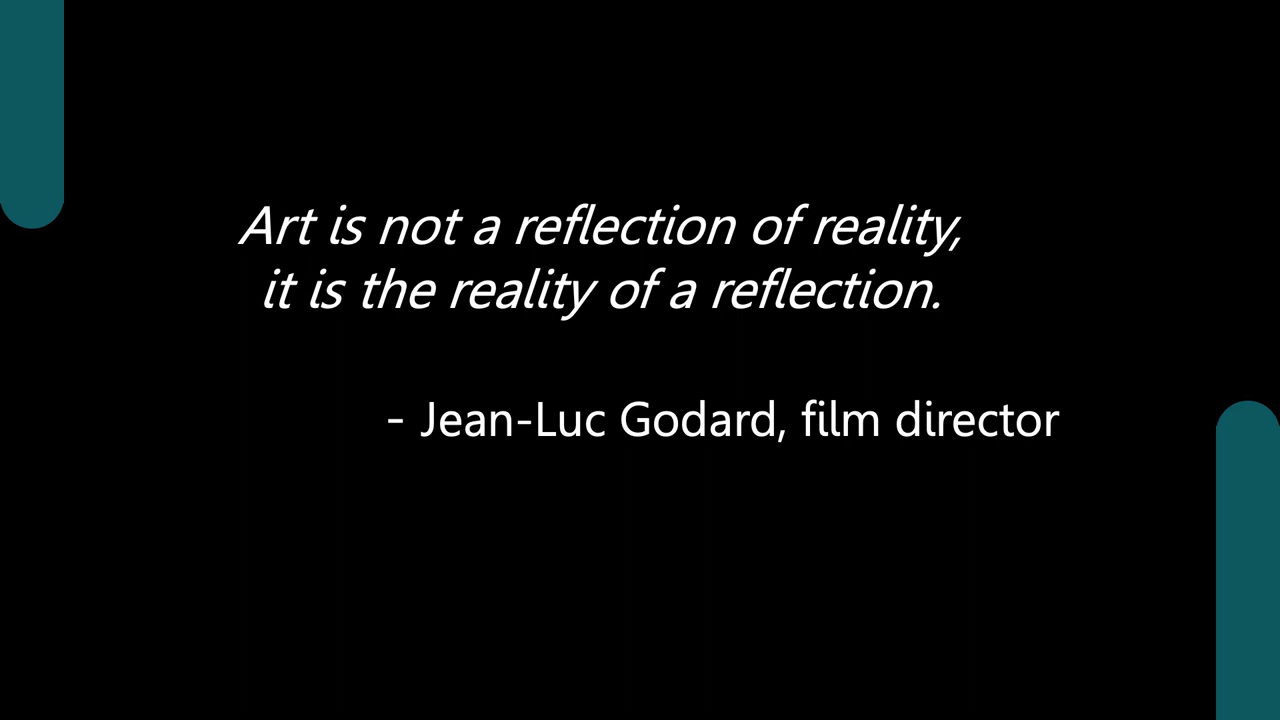 Art is not a reflection of reality,
it is the reality of a reflection.
- Jean-Luc Godard, film director